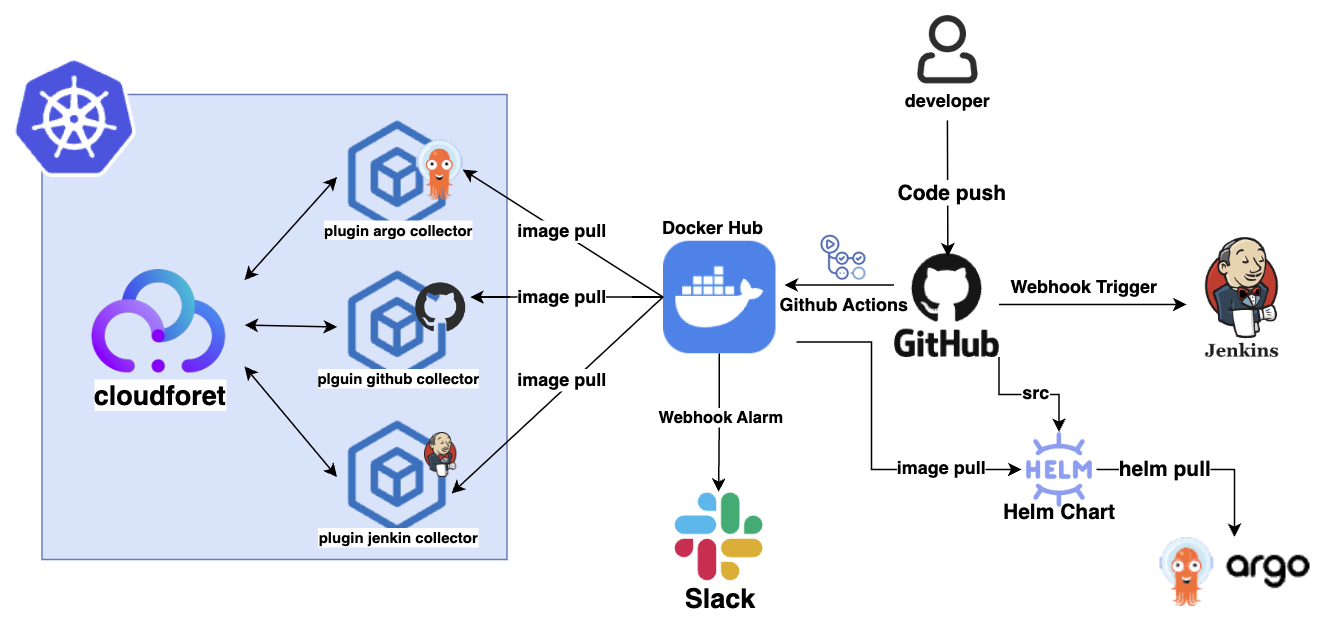 developer
Code push
Docker Hub
plugin argo collector
image pull
Github Actions
GitHub
Webhook Trigger
Jenkins
image pull
plguin github collector
cloudforet
image pull
Webhook Alarm
src
plugin jenkin collector
image pull
HELM
helm pull
Helm Chart
Slack
argo